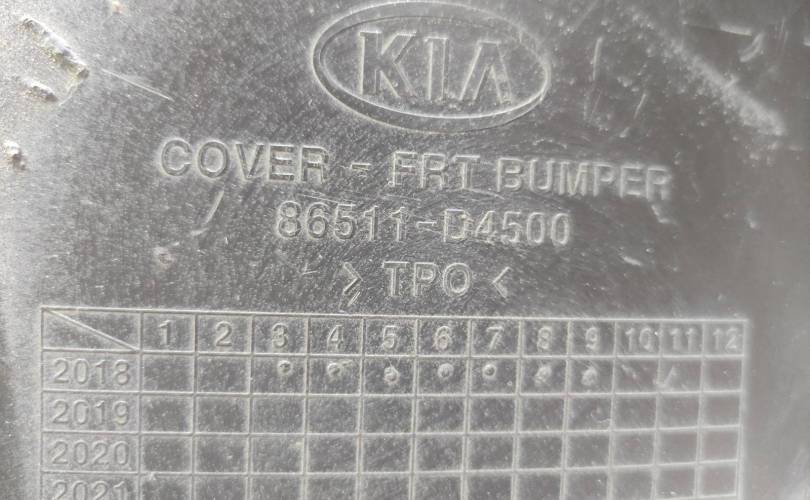 KIA
COVER - FRT BUMPER
86511-D4500
> TPO <
1 2 3 4 5 6 7 8 9 10 11 12
2018
2019
2020
2021